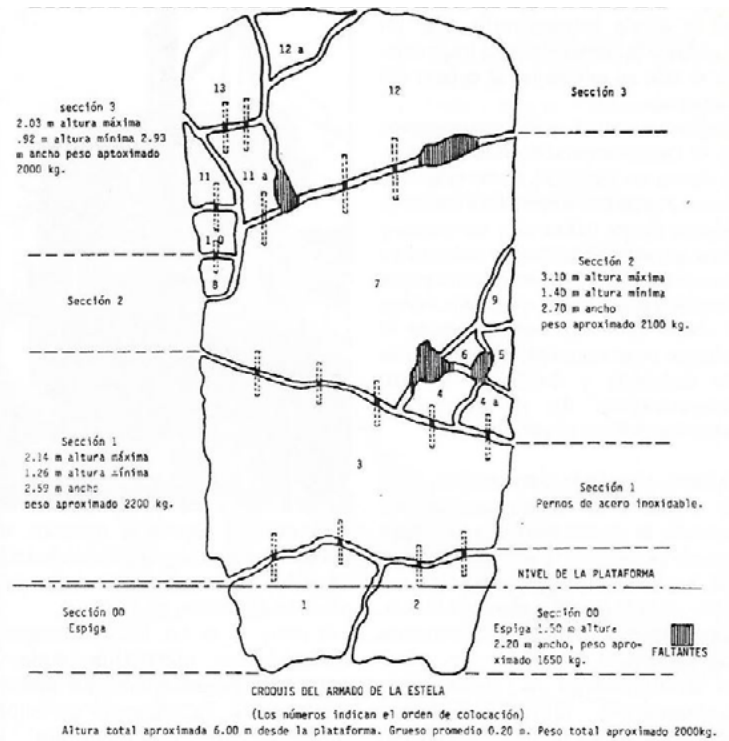 12 a
13
12
sección 3
2.03 m altura máxima
.92 m altura mínima 2.93
m ancho peso aptoximado
2000 kg.
Sección 3
11
11 a
10
8
Sección 2
7
Sección 2
3.10 m altura máxima
1.40 m altura mínima
2.70 m ancho
peso aproximado 2100 kg.
9
6
5
4
4 a
Sección 1
2.14 m altura máxima
1.26 m altura mínima
2.59 m ancho
peso aproximado 2200 kg.
3
Sección 1
Pernos de acero inoxidable.
NIVEL DE LA PLATAFORMA
Sección 00
Espiga
1
2
Sección 00
Espiga 1.50 m altura
2.20 m ancho, peso apro-
ximado 1650 kg.
FALTANTES
CROQUIS DEL ARMADO DE LA ESTELA
(Los números indican el orden de colocación)
Altura total aproximada 6.00 m desde la plataforma. Grueso promedio 0.20 m. Peso total aproximado 2000kg.